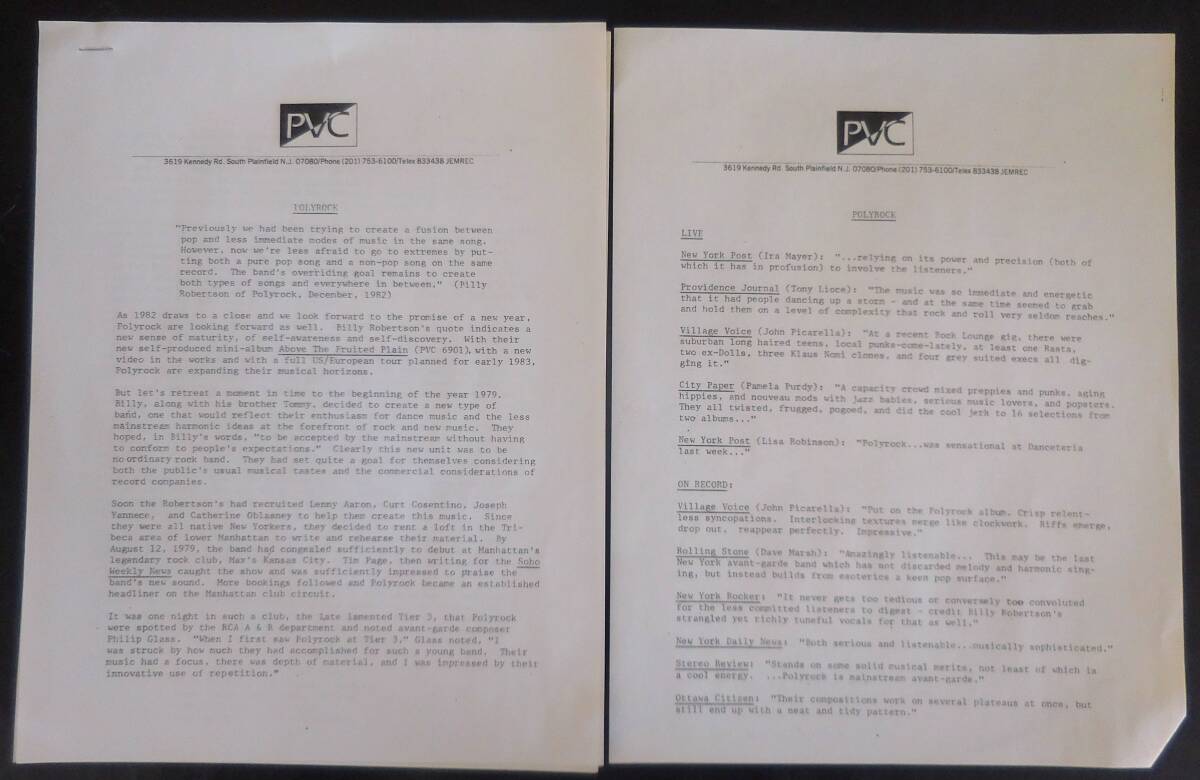 PVC
3619 Kennedy Rd. South Plainfield N.J. 07080/Phone (201) 753-6100/Telex 833438 JEMREC
POLYROCK
"Previously we had been trying to create a fusion between
pop and less immediate modes of music in the same song.
However, now we're less afraid to go to extremes by put-
ting both a pure pop song and a non-pop song on the same
record. The band's overriding goal remains to create
both types of songs and everywhere in between." (Billy
Robertson of Polyrock, December, 1982)
As 1982 draws to a close and we look forward to the promise of a new year,
Polyrock are looking forward as well. Billy Robertson's quote indicates a
new sense of maturity, of self-awareness and self-discovery. With their
new self-produced mini-album Above The Fruited Plain (PVC 6901), with a new
video in the works and with a full US/European tour planned for early 1983,
Polyrock are expanding their musical horizons.
But let's retreat a moment in time to the beginning of the year 1979.
Billy, along with his brother Tommy, decided to create a new type of
band, one that would reflect their enthusiasm for dance music and the less
mainstream harmonic ideas at the forefront of rock and new music. They
hoped, in Billy's words, "to be accepted by the mainstream without having
to conform to people's expectations." Clearly this new unit was to be
no ordinary rock band. They had set quite a goal for themselves considering
both the public's usual musical tastes and the commercial considerations of
record companies.
Soon the Robertson's had recruited Lenny Aaron, Curt Cosentino, Joseph
Yannece, and Catherine Oblasney to help them create this music. Since
they were all native New Yorkers, they decided to rent a loft in the Tri-
beca area of lower Manhattan to write and rehearse their material. By
August 12, 1979, the band had congealed sufficiently to debut at Manhattan's
legendary rock club, Max's Kansas City. Tim Page, then writing for the Soho
Weekly News caught the show and was sufficiently impressed to praise the
band's new sound. More bookings followed and Polyrock became an established
headliner on the Manhattan club circuit.
It was one night in such a club, the late lamented Tier 3, that Polyrock
were spotted by the RCA A & R department and noted avant-garde composer
Philip Glass. "When I first saw Polyrock at Tier 3," Glass noted, "I
was struck by how much they had accomplished for such a young band. Their
music had a focus, there was depth of material, and I was impressed by their
innovative use of repetition."
PVC
3619 Kennedy Rd. South Plainfield N.J. 07080/Phone (201) 753-6100/Telex 833438 JEMREC
POLYROCK
LIVE
New York Post (Ira Mayer): "...relying on its power and precision (both of
which it has in profusion) to involve the listeners."
Providence Journal (Tony Lioce): "The music was so immediate and energetic
that it had people dancing up a storm - and at the same time seemed to grab
and hold them on a level of complexity that rock and roll very seldom reaches."
Village Voice (John Picarella): "At a recent Rock Lounge gig, there were
suburban long haired teens, local punks-come-lately, at least one Rasta,
two ex-Dolls, three Klaus Nomi clones, and four grey suited execs all dig-
ging it."
City Paper (Pamela Purdy): "A capacity crowd mixed preppies and punks, aging
hippies, and nouveau mods with jazz babies, serious music lovers, and popsters.
They all twisted, frugged, pogoed, and did the cool jerk to 16 selections from
two albums..."
New York Post (Lisa Robinson): "Polyrock...was sensational at Danceteria
last week..."
ON RECORD:
Village Voice (John Picarella): "Put on the Polyrock album. Crisp relent-
less syncopations. Interlocking textures merge like clockwork. Riffs emerge,
drop out, reappear perfectly. Impressive."
Rolling Stone (Dave Marsh): "Amazingly listenable... This may be the last
New York avant-garde band which has not discarded melody and harmonic sing-
ing, but instead builds from esoterics a keen pop surface."
New York Rocker: "It never gets too tedious or conversely too convoluted
for the less committed listeners to digest - credit Billy Robertson's
strangled yet richly tuneful vocals for that as well."
New York Daily News: "Both serious and listenable...musically sophisticated."
Stereo Review: "Stands on some solid musical merits, not least of which is
a cool energy. ...Polyrock is mainstream avant-garde."
Ottawa Citizen: "Their compositions work on several plateaus at once, but
still end up with a neat and tidy pattern."